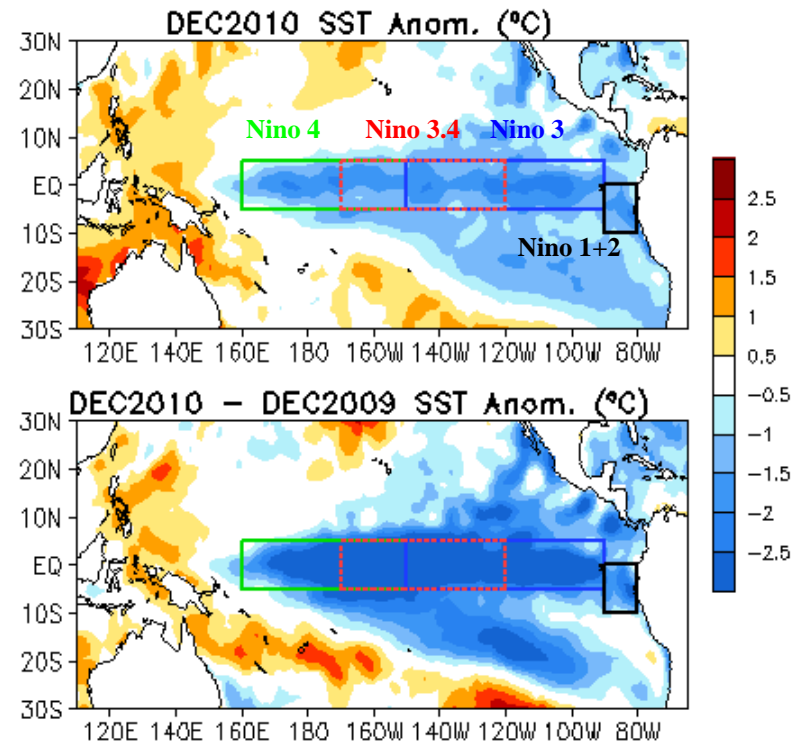 DEC2010 SST Anom. (ºC)
30N
20N
10N
EQ
10S
20S
30S
Nino 4 Nino 3.4 Nino 3
Nino 1+2
120E 140E 160E 180 160W 140W 120W 100W 80W
DEC2010 – DEC2009 SST Anom. (ºC)
30N
20N
10N
EQ
10S
20S
30S
120E 140E 160E 180 160W 140W 120W 100W 80W
2.5
2
1.5
1
0.5
−0.5
−1
−1.5
−2
−2.5